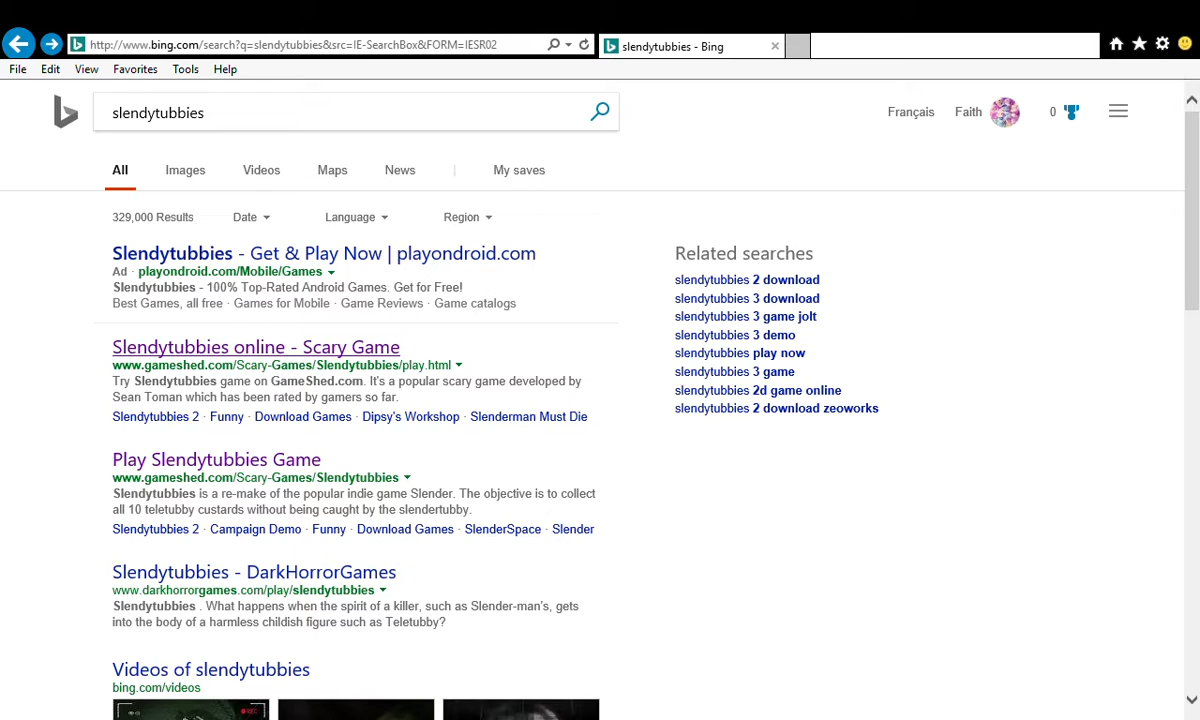 http://www.bing.com/search?q=slendytubbies&src=IE-SearchBox&FORM=IESR02
slendytubbies - Bing
File Edit View Favorites Tools Help
slendytubbies
Français Faith 0
All Images Videos Maps News | My saves
329,000 Results Date Language Region
Slendytubbies - Get & Play Now | playondroid.com
Ad · playondroid.com/Mobile/Games
Slendytubbies - 100% Top-Rated Android Games. Get for Free!
Best Games, all free · Games for Mobile · Game Reviews · Game catalogs
Slendytubbies online - Scary Game
www.gameshed.com/Scary-Games/Slendytubbies/play.html
Try Slendytubbies game on GameShed.com. It's a popular scary game developed by
Sean Toman which has been rated by gamers so far.
Slendytubbies 2 · Funny · Download Games · Dipsy's Workshop · Slenderman Must Die
Play Slendytubbies Game
www.gameshed.com/Scary-Games/Slendytubbies
Slendytubbies is a re-make of the popular indie game Slender. The objective is to collect
all 10 teletubby custards without being caught by the slendertubby.
Slendytubbies 2 · Campaign Demo · Funny · Download Games · SlenderSpace · Slender
Slendytubbies - DarkHorrorGames
www.darkhorrorgames.com/play/slendytubbies
Slendytubbies . What happens when the spirit of a killer, such as Slender-man's, gets
into the body of a harmless childish figure such as Teletubby?
Videos of slendytubbies
bing.com/videos
Related searches
slendytubbies 2 download
slendytubbies 3 download
slendytubbies 3 game jolt
slendytubbies 3 demo
slendytubbies play now
slendytubbies 3 game
slendytubbies 2d game online
slendytubbies 2 download zeoworks